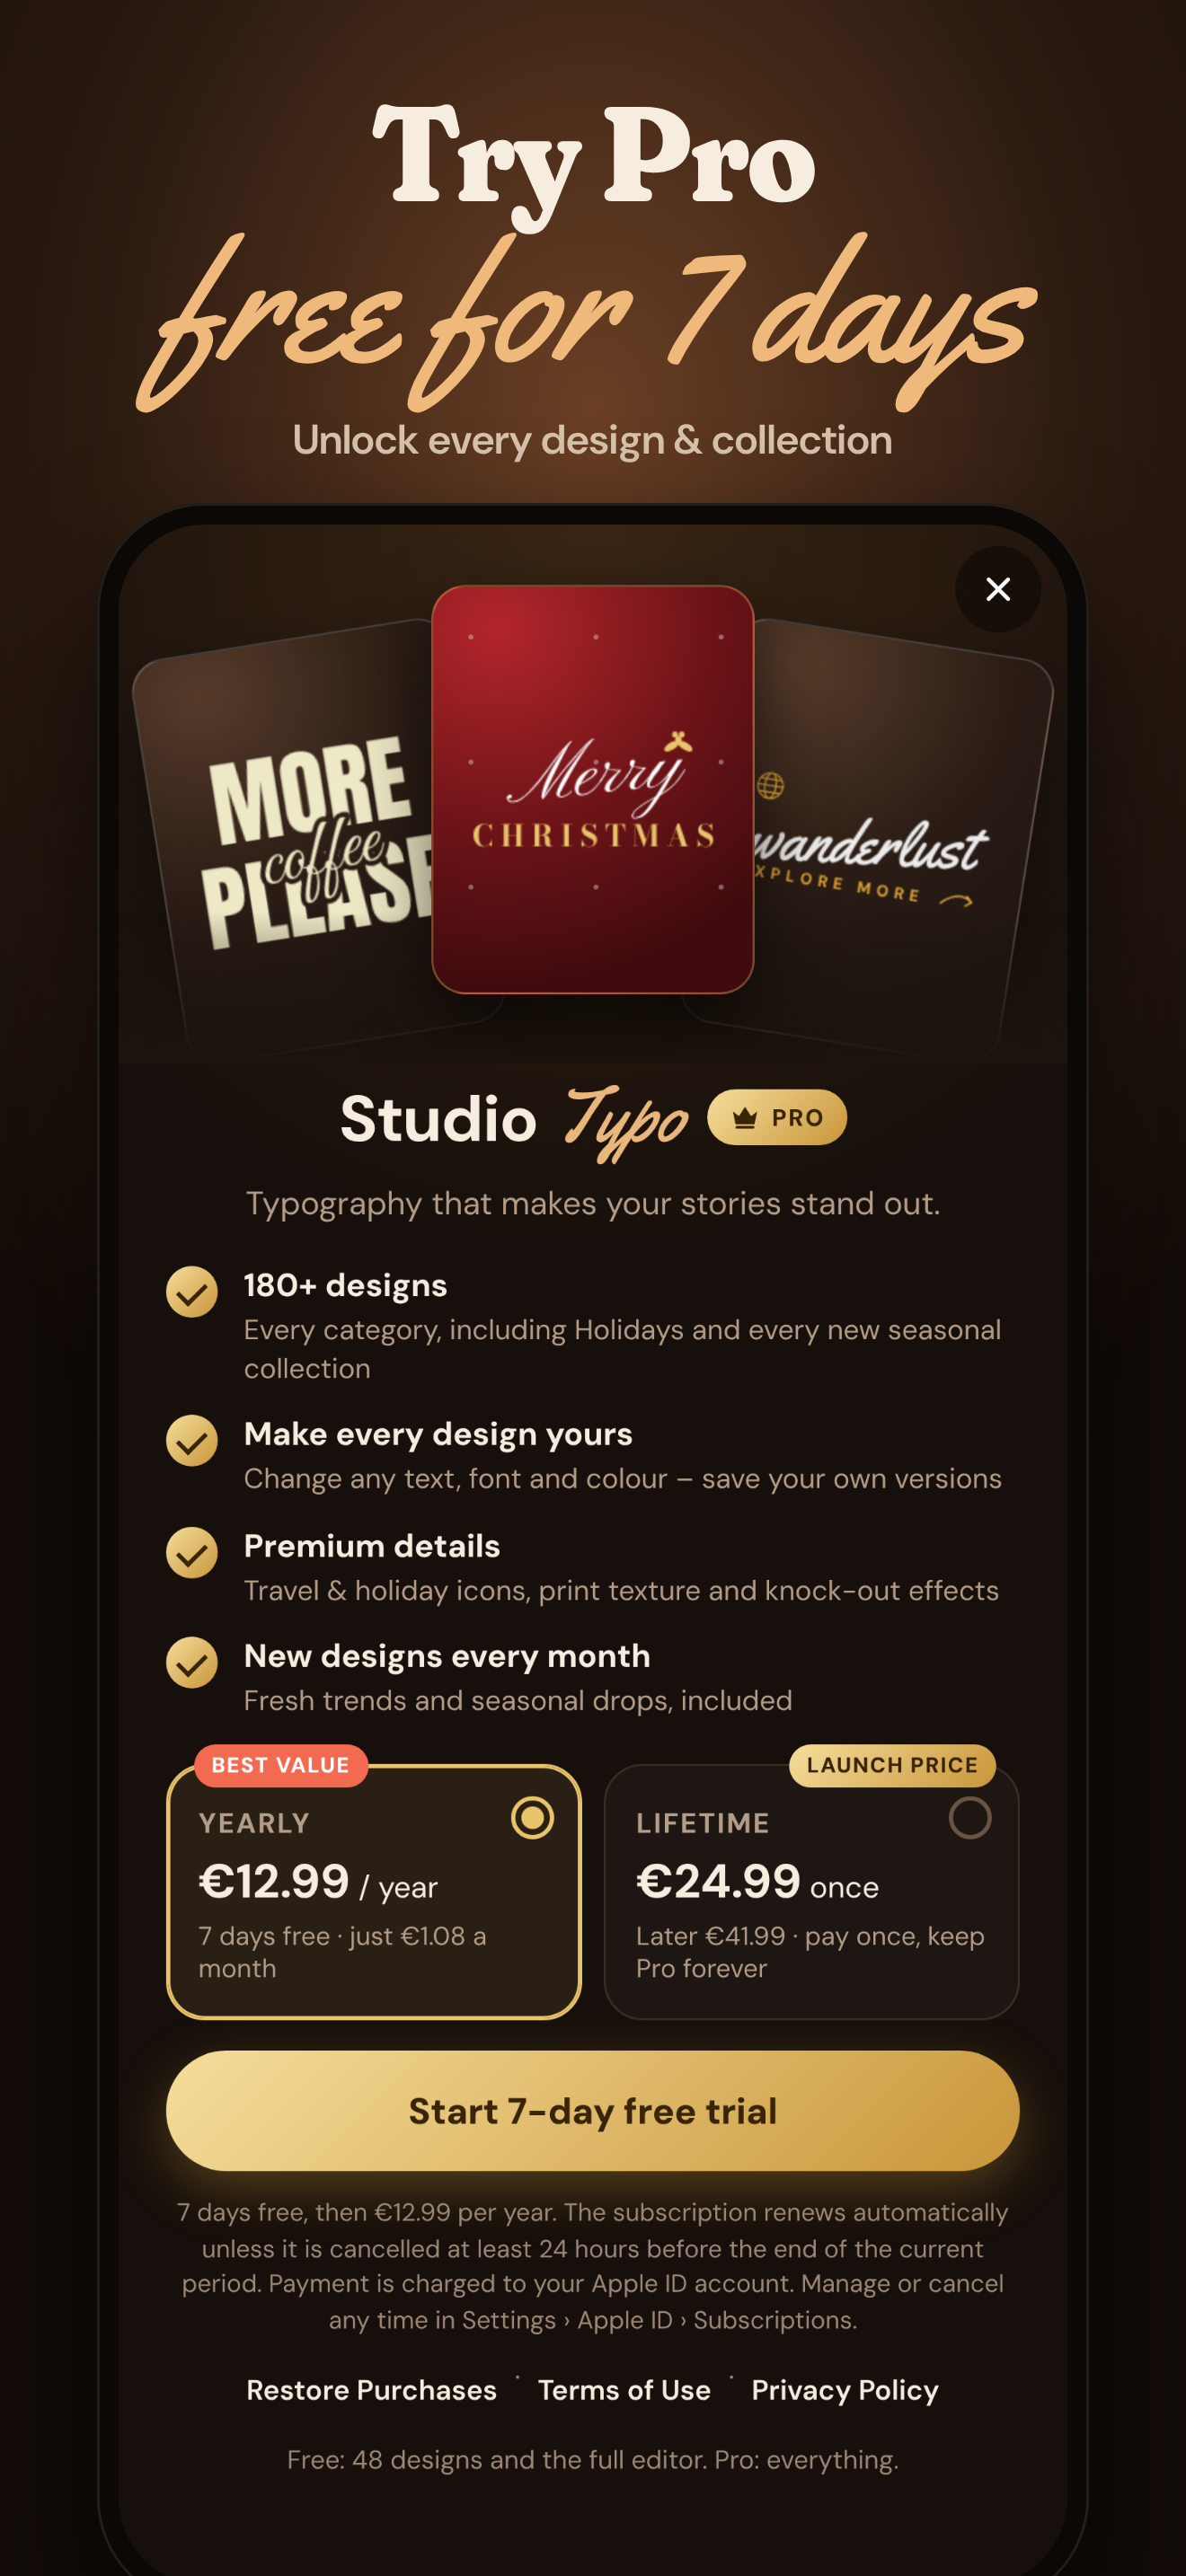 Try Pro
free for 7 days
Unlock every design & collection
MORE
coffee
PLEASE
Merry
CHRISTMAS
wanderlust
XPLORE MORE
Studio Typo PRO
Typography that makes your stories stand out.
180+ designs
Every category, including Holidays and every new seasonal
collection
Make every design yours
Change any text, font and colour – save your own versions
Premium details
Travel & holiday icons, print texture and knock-out effects
New designs every month
Fresh trends and seasonal drops, included
BEST VALUE
YEARLY
€12.99 / year
7 days free · just €1.08 a
month
LAUNCH PRICE
LIFETIME
€24.99 once
Later €41.99 · pay once, keep
Pro forever
Start 7-day free trial
7 days free, then €12.99 per year. The subscription renews automatically
unless it is cancelled at least 24 hours before the end of the current
period. Payment is charged to your Apple ID account. Manage or cancel
any time in Settings › Apple ID › Subscriptions.
Restore Purchases · Terms of Use · Privacy Policy
Free: 48 designs and the full editor. Pro: everything.